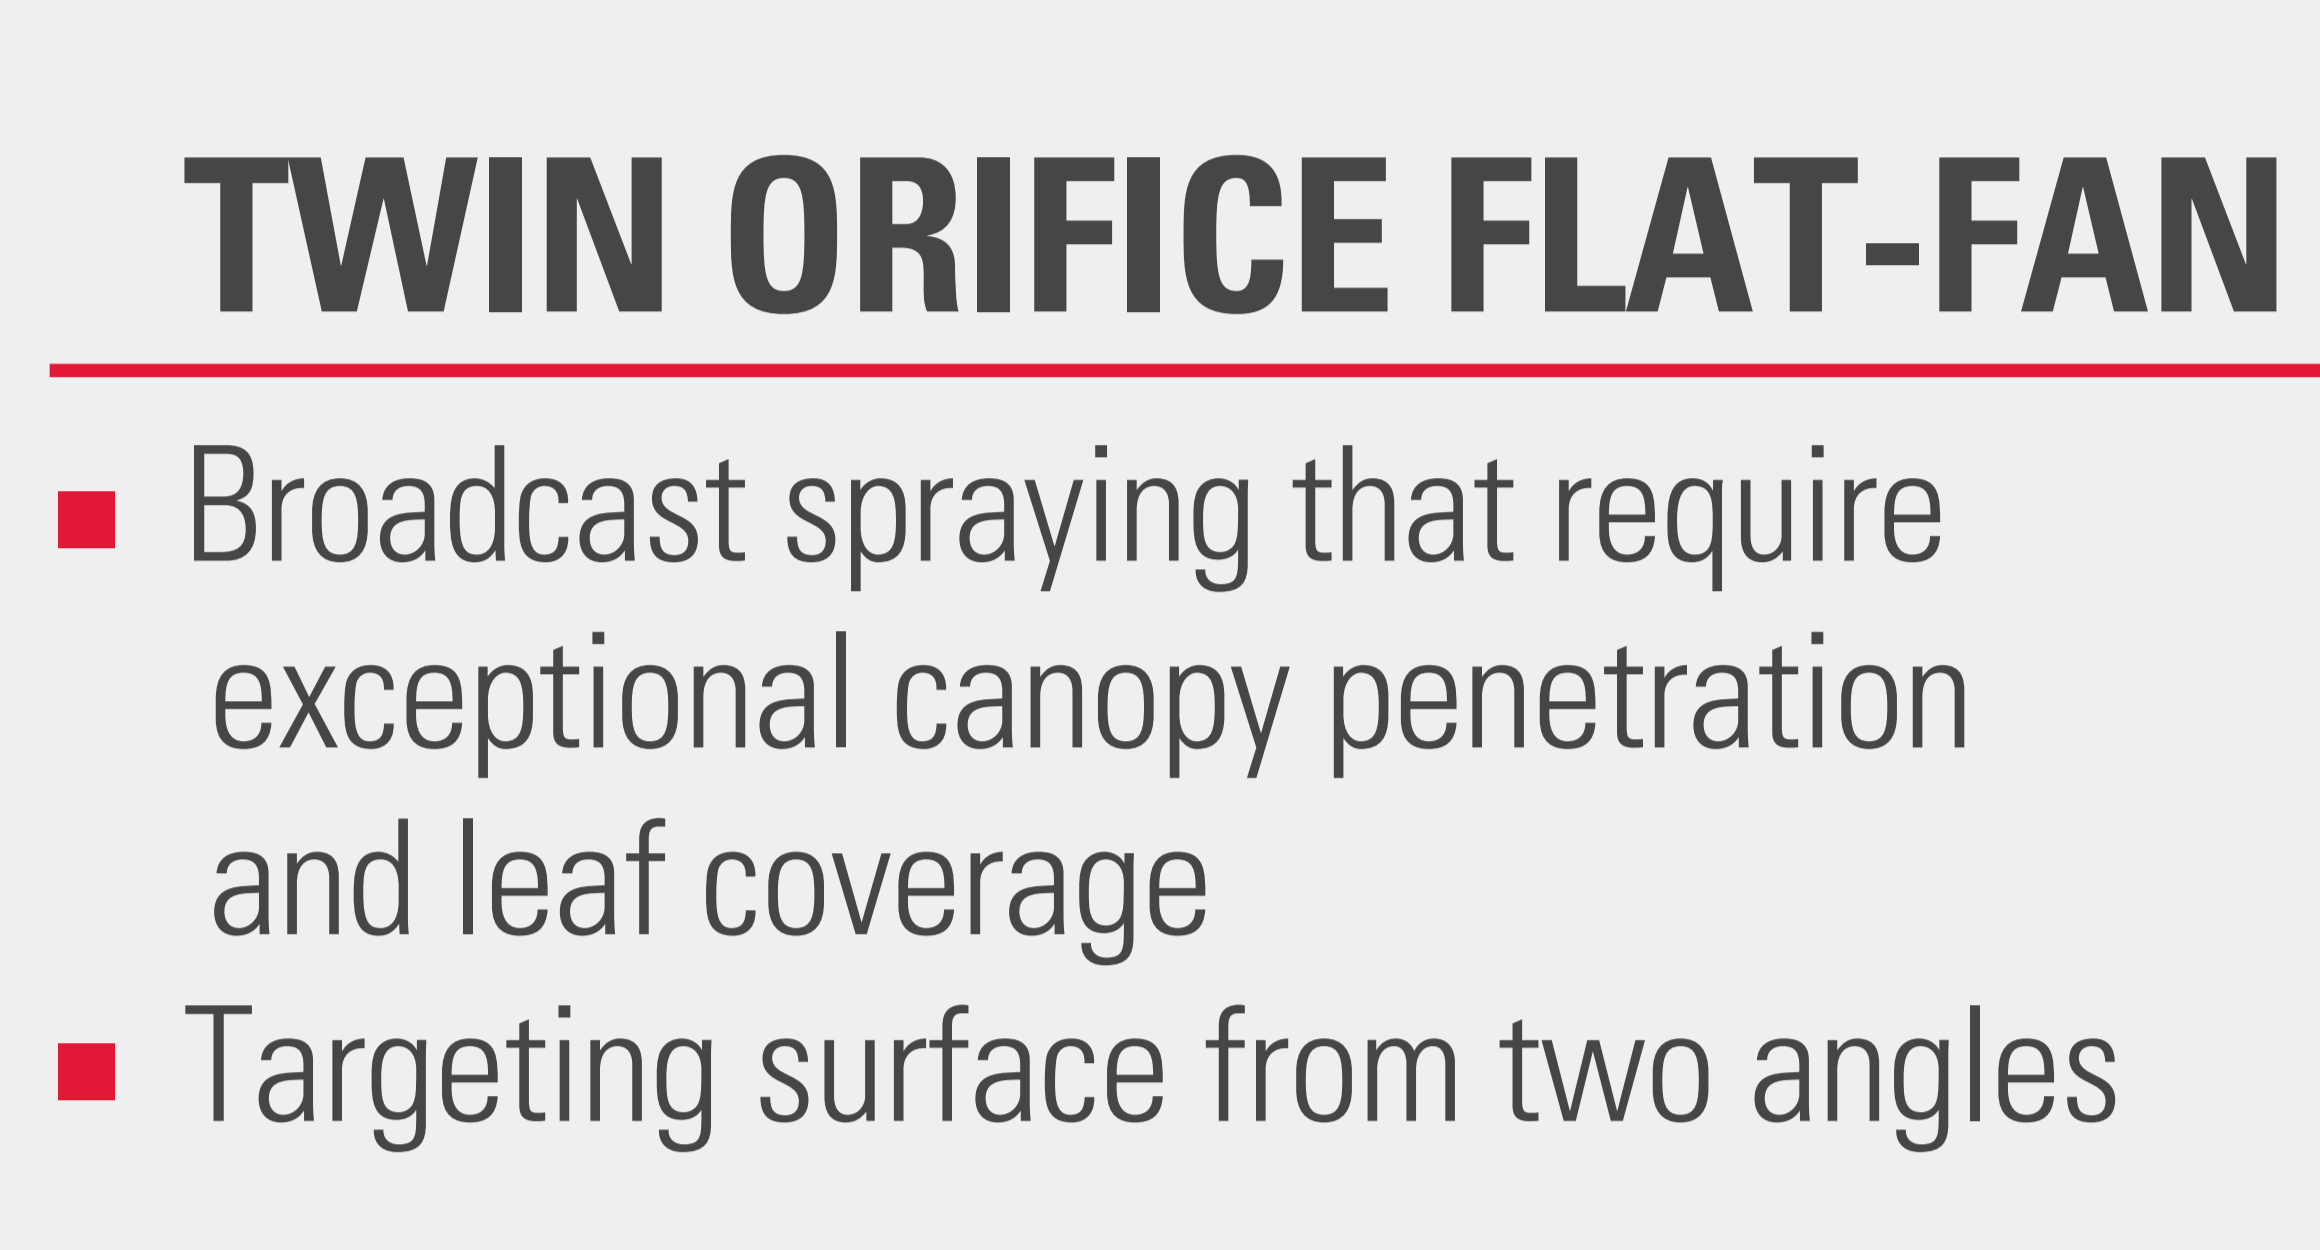 TWIN ORIFICE FLAT-FAN
Broadcast spraying that require
exceptional canopy penetration
and leaf coverage
Targeting surface from two angles